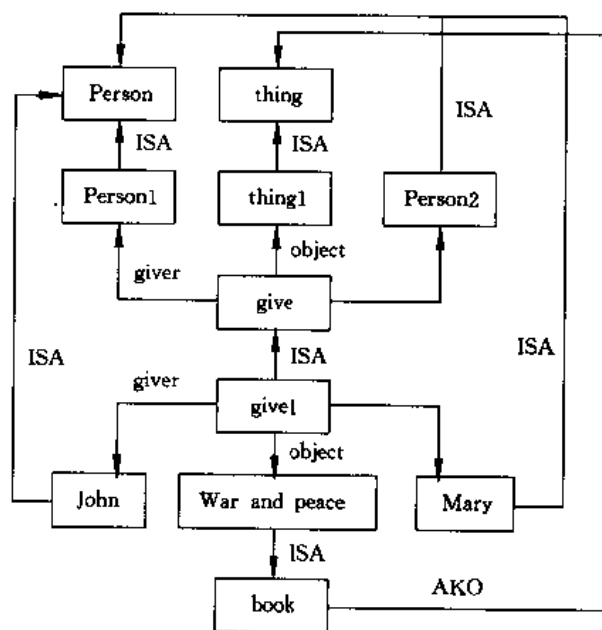 Person
thing
ISA
ISA
ISA
Person1
thing1
Person2
object
giver
give
ISA
ISA
ISA
giver
give1
object
John
War and peace
Mary
ISA
AKO
book